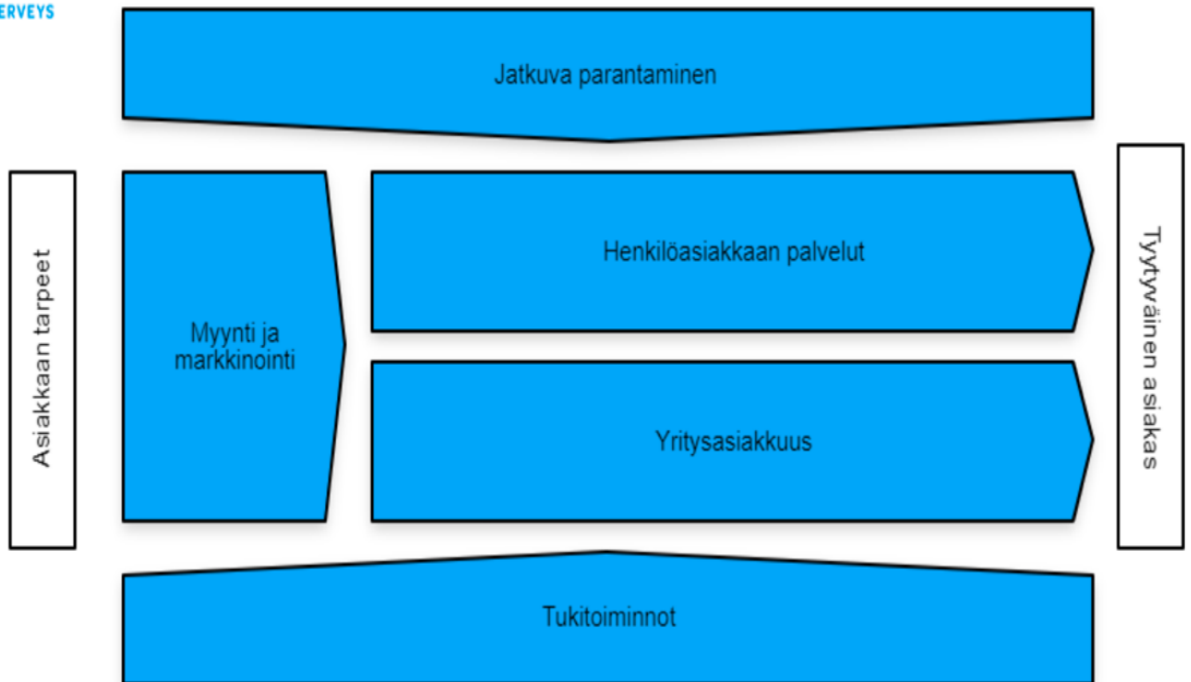 ERVEYS
Jatkuva parantaminen
Asiakkaan tarpeet
Myynti ja
markkinointi
Henkilöasiakkaan palvelut
Yritysasiakkuus
Tyytyväinen asiakas
Tukitoiminnot